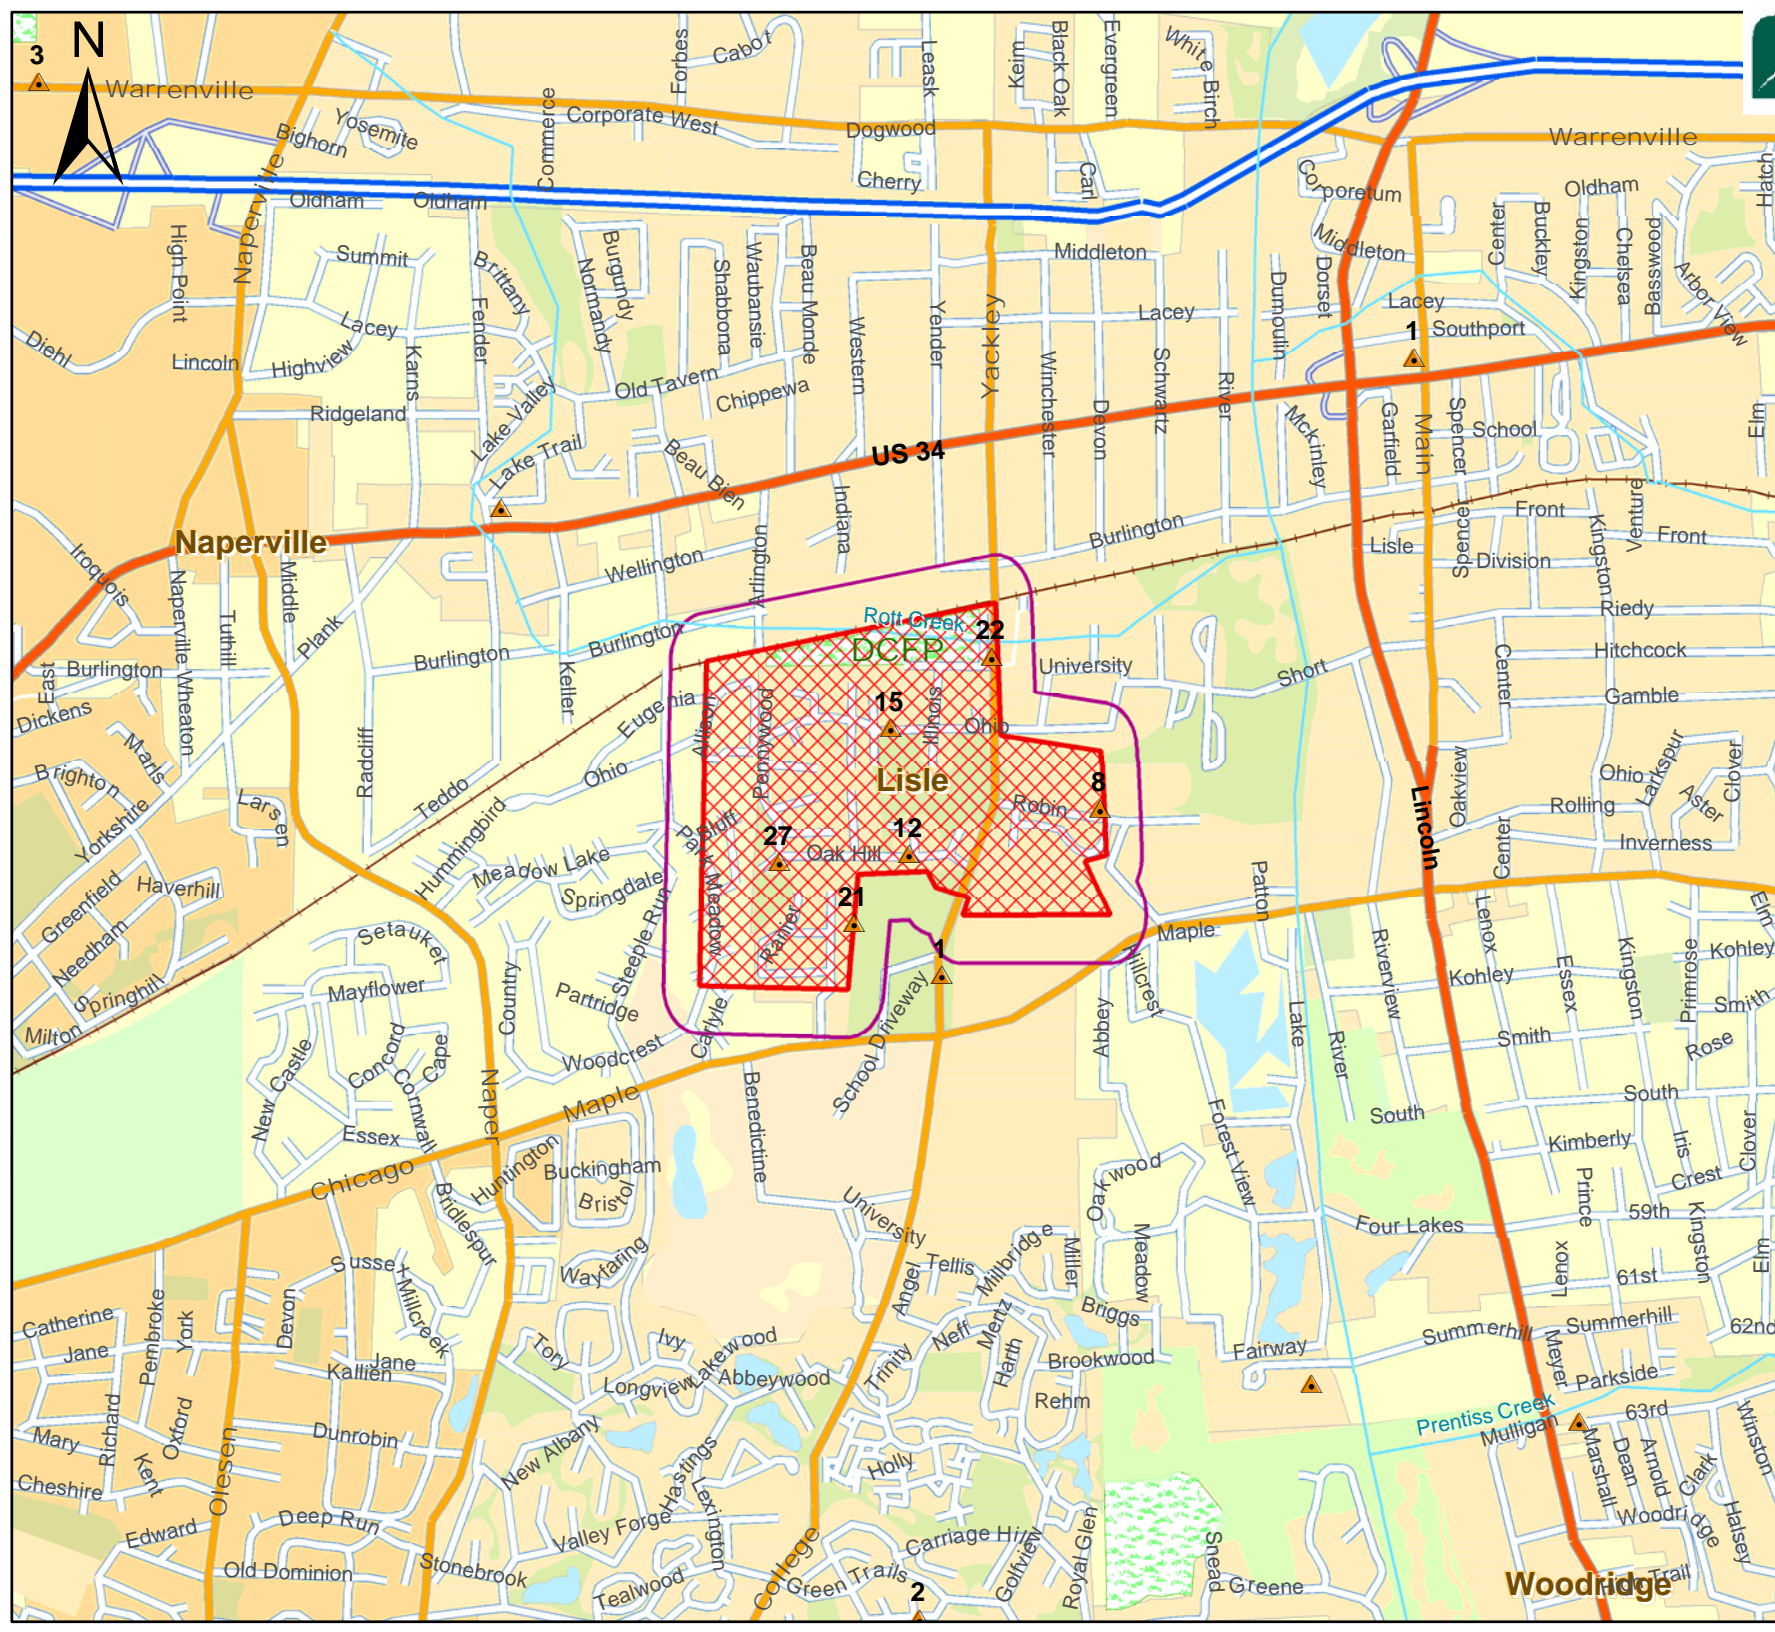 N
3
Warrenville
Yosemite
Bighorn
Commerce
Corporate West
Forbes
Cabot
Dogwood
Leask
Cherry
Keim
Black Oak
Evergreen
White Birch
Carl
Corporetum
Warrenville
Hatch
Oldham
Oldham
Oldham
Naperville
High Point
Summit
Brittany
Burgundy
Normandy
Shabbona
Waubansie
Beau Monde
Middleton
Middleton
Dorset
Dumoulin
Center
Buckley
Kingston
Chelsea
Basswood
Arbor View
Lacey
Lacey
Lacey
Southport
1
Diehl
Lincoln
Highview
Karns
Fender
Western
Yender
Yackley
Winchester
Devon
Schwartz
River
Old Tavern
Chippewa
Ridgeland
Lake Valley
Lake Trail
Beau Bien
US 34
Mckinley
Garfield
Main
Spencer
School
Elm
Indiana
Arlington
Wellington
Burlington
Naperville
Iroquois
Naperville Wheaton
Tuthill
Middle
Plank
Front
Front
Venture
Lisle
Spencer
Division
Kingston
Riedy
Hitchcock
Gamble
Center
Rott Creek
22
DCFP
University
Short
Burlington
Burlington
Burlington
East
Dickens
Keller
Eugenia
Allison
Pennywood
15
Illinois
Ohio
Lisle
Radcliff
Teddo
Ohio
Maris
Brighton
Yorkshire
Larsen
Hummingbird
Meadow Lake
Springdale
Bluff
Park Meadow
27
Oak Hill
12
Robin
8
21
Rainier
1
School Driveway
Lincoln
Oakview
Ohio
Larkspur
Aster
Clover
Rolling
Inverness
Center
Greenfield
Haverhill
Needham
Springhill
Milton
Setauket
Mayflower
Country
Steeple Run
Partridge
Woodcrest
Carlyle
Maple
Patton
Hillcrest
Abbey
Lake
River
Riverview
Lenox
Kohley
Essex
Kingston
Primrose
Kohley
Elm
Smith
Smith
Rose
New Castle
Concord
Cape
Cornwall
Essex
Naper
Maple
Chicago
Huntington
Buckingham
Bristol
Bridlespur
Benedictine
University
South
South
Forest View
Kimberly
Iris
Crest
Clover
Prince
59th
Kingston
Elm
Oakwood
Meadow
Four Lakes
Lenox
61st
Sussex
Millcreek
Wayfaring
Angel
Tellis
Millbridge
Miller
Briggs
Catherine
Jane
Pembroke
York
Devon
Jane
Kallien
Tory
Ivy
Lakewood
Longview
Abbeywood
Trinity
Neff
Mertz
Harth
Brookwood
Rehm
Fairway
Summerhill
Summerhill
62nd
Meyer
Parkside
Prentiss Creek
Mulligan
63rd
Winston
Mary
Richard
Oxford
Kent
Cheshire
Olesen
Dunrobin
New Albany
Hastings
Lexington
Holly
Edward
Deep Run
Old Dominion
Stonebrook
Valley Forge
Tealwood
College
Carriage Hill
Green Trails
2
Golfview
Royal Glen
Snead
Greene
Marshall
Dean
Arnold
Clark
Woodridge
Halsey
Woodridge
Trail